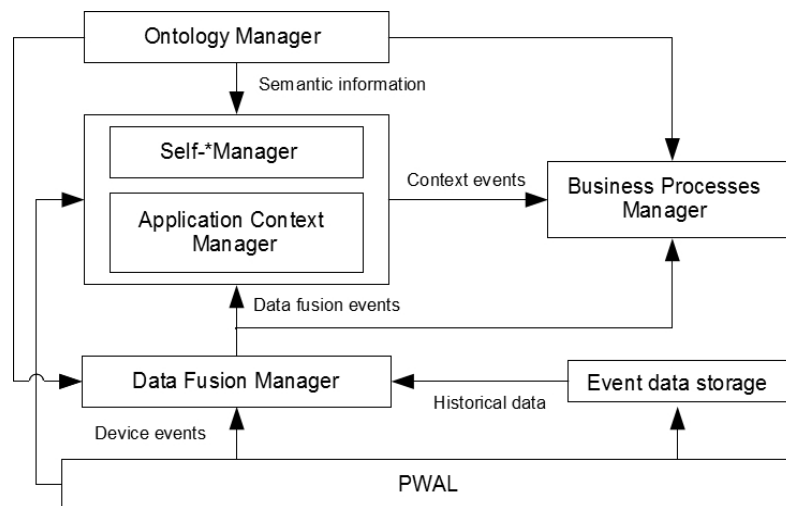 Ontology Manager
Semantic information
Self-*Manager
Context events
Business Processes
Manager
Application Context
Manager
Data fusion events
Data Fusion Manager
Event data storage
Historical data
Device events
PWAL